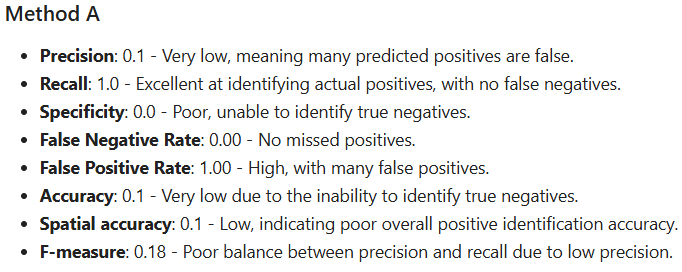 Method A
• Precision: 0.1 - Very low, meaning many predicted positives are false.
• Recall: 1.0 - Excellent at identifying actual positives, with no false negatives.
• Specificity: 0.0 - Poor, unable to identify true negatives.
• False Negative Rate: 0.00 - No missed positives.
• False Positive Rate: 1.00 - High, with many false positives.
• Accuracy: 0.1 - Very low due to the inability to identify true negatives.
• Spatial accuracy: 0.1 - Low, indicating poor overall positive identification accuracy.
• F-measure: 0.18 - Poor balance between precision and recall due to low precision.